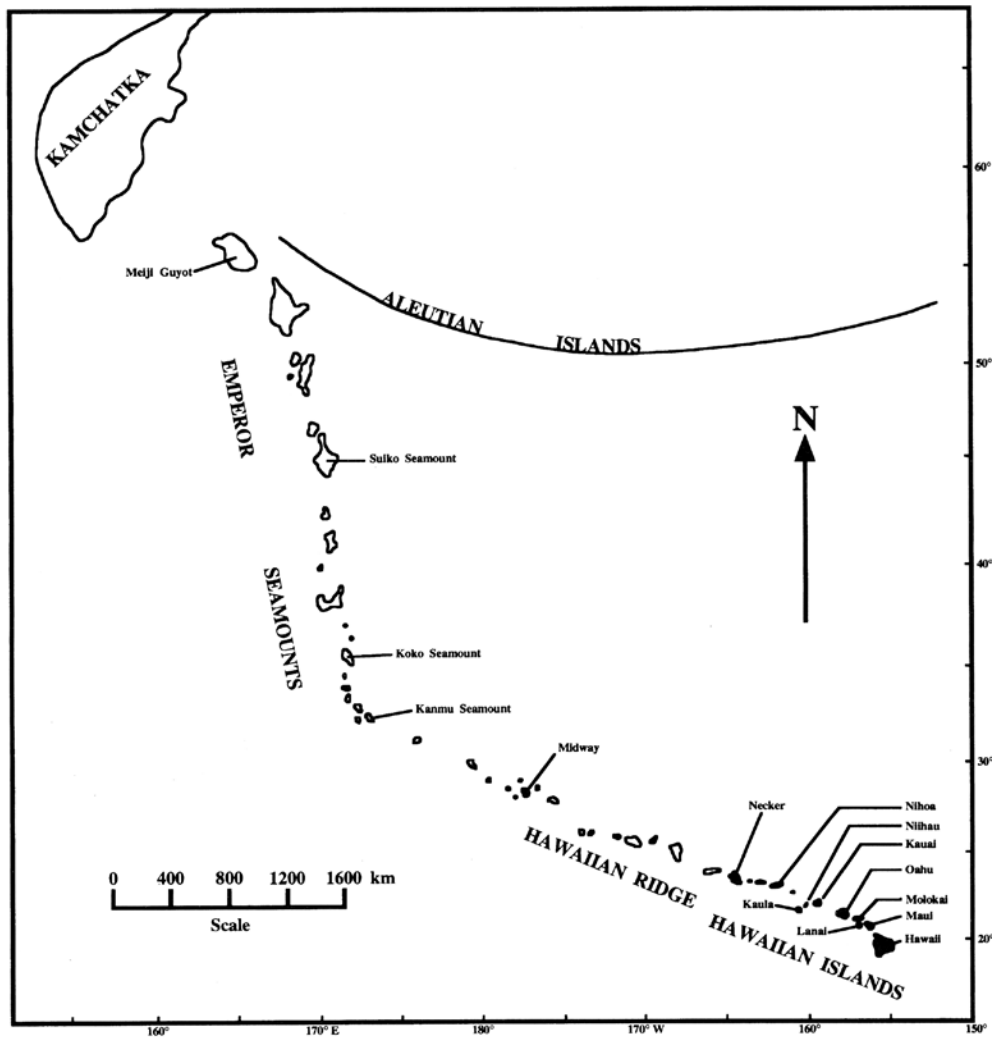 KAMCHATKA
60°
Meiji Guyot
ALEUTIAN
ISLANDS
50°
EMPEROR
N
Suiko Seamount
40°
SEAMOUNTS
Koko Seamount
Kanmu Seamount
30°
Midway
Necker
Nihoa
Niihau
Kauai
Oahu
Molokai
Maui
Hawaii
Kaula
Lanai
HAWAIIAN RIDGE
HAWAIIAN ISLANDS
20°
0 400 800 1200 1600 km
Scale
160° 170° E 180° 170° W 160° 150°